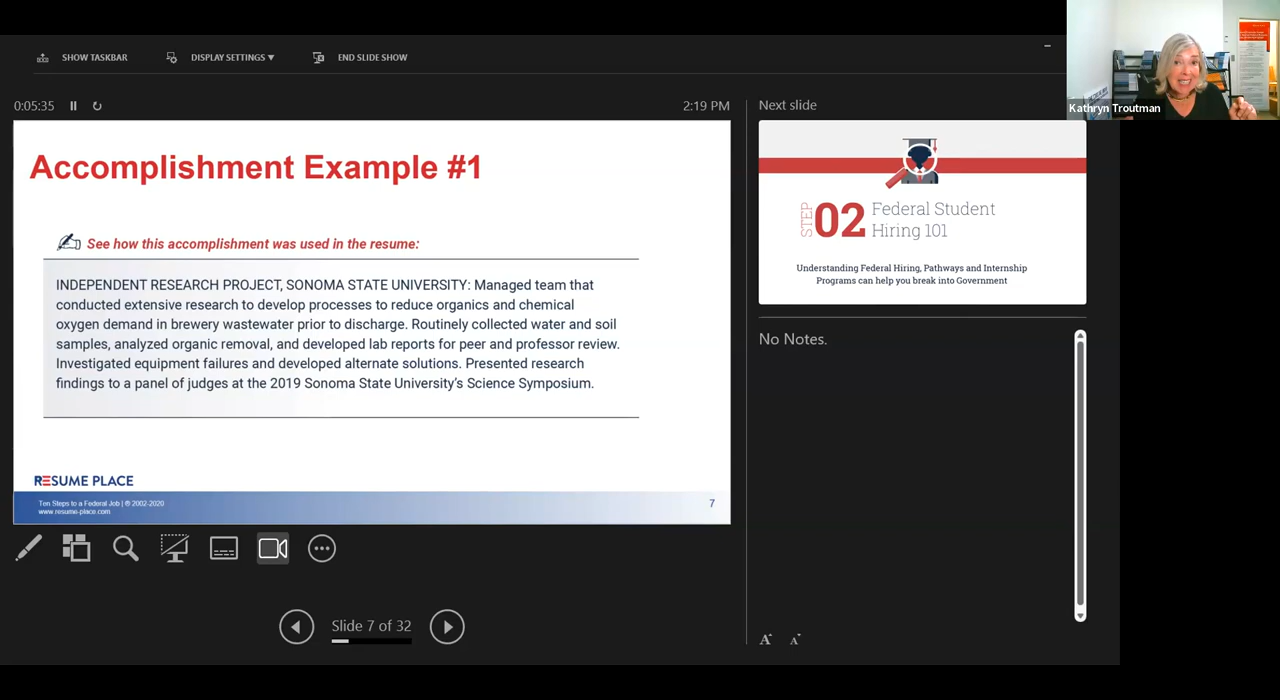 SHOW TASKBAR
DISPLAY SETTINGS ▼
END SLIDE SHOW
Kathryn Troutman
0:05:35
2:19 PM
Next slide
Accomplishment Example #1
See how this accomplishment was used in the resume:
INDEPENDENT RESEARCH PROJECT, SONOMA STATE UNIVERSITY: Managed team that
conducted extensive research to develop processes to reduce organics and chemical
oxygen demand in brewery wastewater prior to discharge. Routinely collected water and soil
samples, analyzed organic removal, and developed lab reports for peer and professor review.
Investigated equipment failures and developed alternate solutions. Presented research
findings to a panel of judges at the 2019 Sonoma State University's Science Symposium.
RESUME PLACE
Ten Steps to a Federal Job | ® 2002-2020
www.resume-place.com
7
STEP
02
Federal Student
Hiring 101
Understanding Federal Hiring, Pathways and Internship
Programs can help you break into Government
No Notes.
Slide 7 of 32
A A